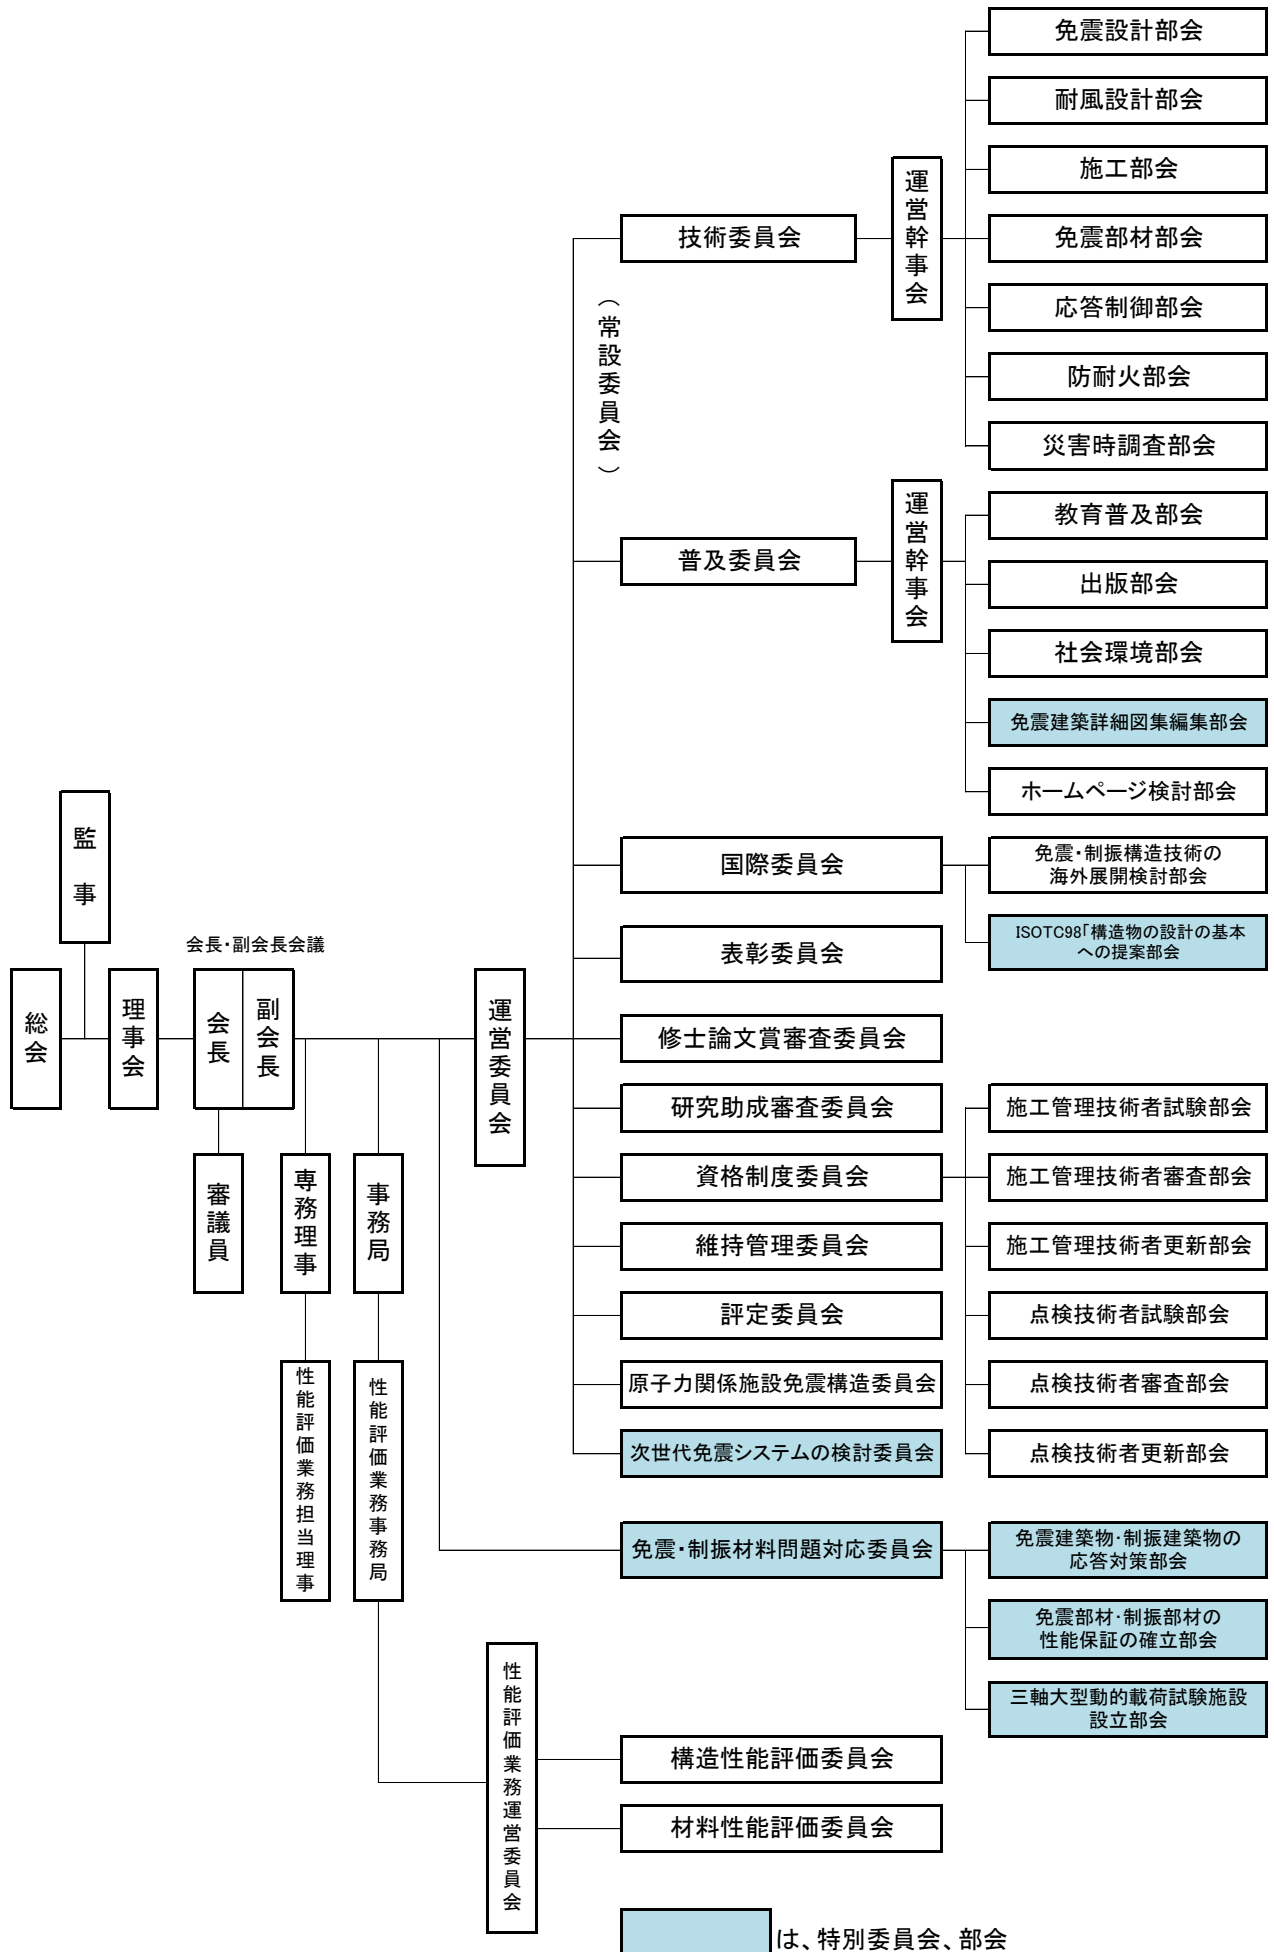 免震設計部会
耐風設計部会
施工部会
運営幹事会
技術委員会
免震部材部会
応答制御部会
（常設委員会）
防耐火部会
災害時調査部会
運営幹事会
教育普及部会
普及委員会
出版部会
社会環境部会
免震建築詳細図集編集部会
ホームページ検討部会
監事
国際委員会
免震・制振構造技術の
海外展開検討部会
ISOTC98「構造物の設計の基本
への提案部会
会長・副会長会議
表彰委員会
総会
理事会
会長
副会長
運営委員会
修士論文賞審査委員会
研究助成審査委員会
施工管理技術者試験部会
審議員
専務理事
事務局
資格制度委員会
施工管理技術者審査部会
維持管理委員会
施工管理技術者更新部会
評定委員会
点検技術者試験部会
性能評価業務担当理事
性能評価業務事務局
原子力関係施設免震構造委員会
点検技術者審査部会
次世代免震システムの検討委員会
点検技術者更新部会
免震・制振材料問題対応委員会
免震建築物・制振建築物の
応答対策部会
免震部材・制振部材の
性能保証の確立部会
三軸大型動的載荷試験施設
設立部会
性能評価業務運営委員会
構造性能評価委員会
材料性能評価委員会
は、特別委員会、部会